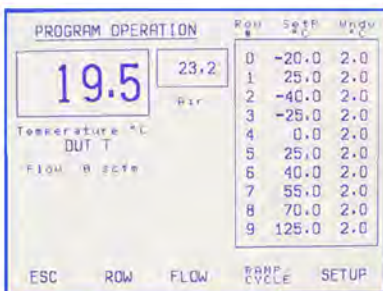 PROGRAM OPERATION
19.5
23.2
Air
Temperature °C
DUT T
Flow 8 scfm
Row # SetP °C Wndw °C
0 -20.0 2.0
1 25.0 2.0
2 -40.0 2.0
3 -25.0 2.0
4 0.0 2.0
5 25.0 2.0
6 40.0 2.0
7 55.0 2.0
8 70.0 2.0
9 125.0 2.0
ESC ROW FLOW RAMP CYCLE SETUP